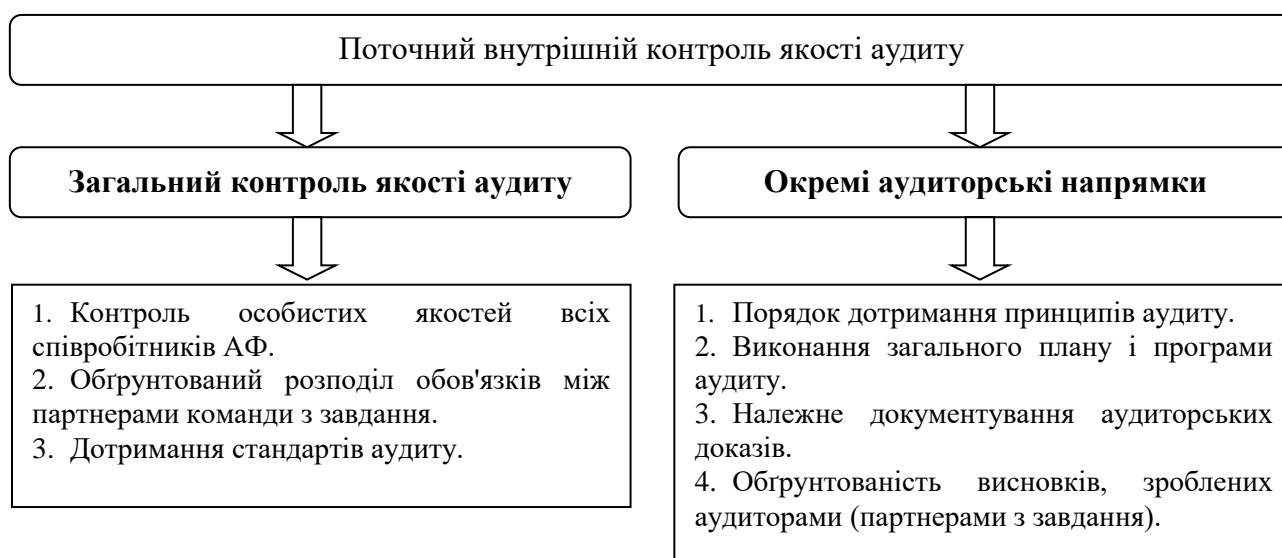 Поточний внутрішній контроль якості аудиту
Загальний контроль якості аудиту
1. Контроль особистих якостей всіх
співробітників АФ.
2. Обґрунтований розподіл обов'язків між
партнерами команди з завдання.
3. Дотримання стандартів аудиту.
Окремі аудиторські напрямки
1. Порядок дотримання принципів аудиту.
2. Виконання загального плану і програми
аудиту.
3. Належне документування аудиторських
доказів.
4. Обґрунтованість висновків, зроблених
аудиторами (партнерами з завдання).